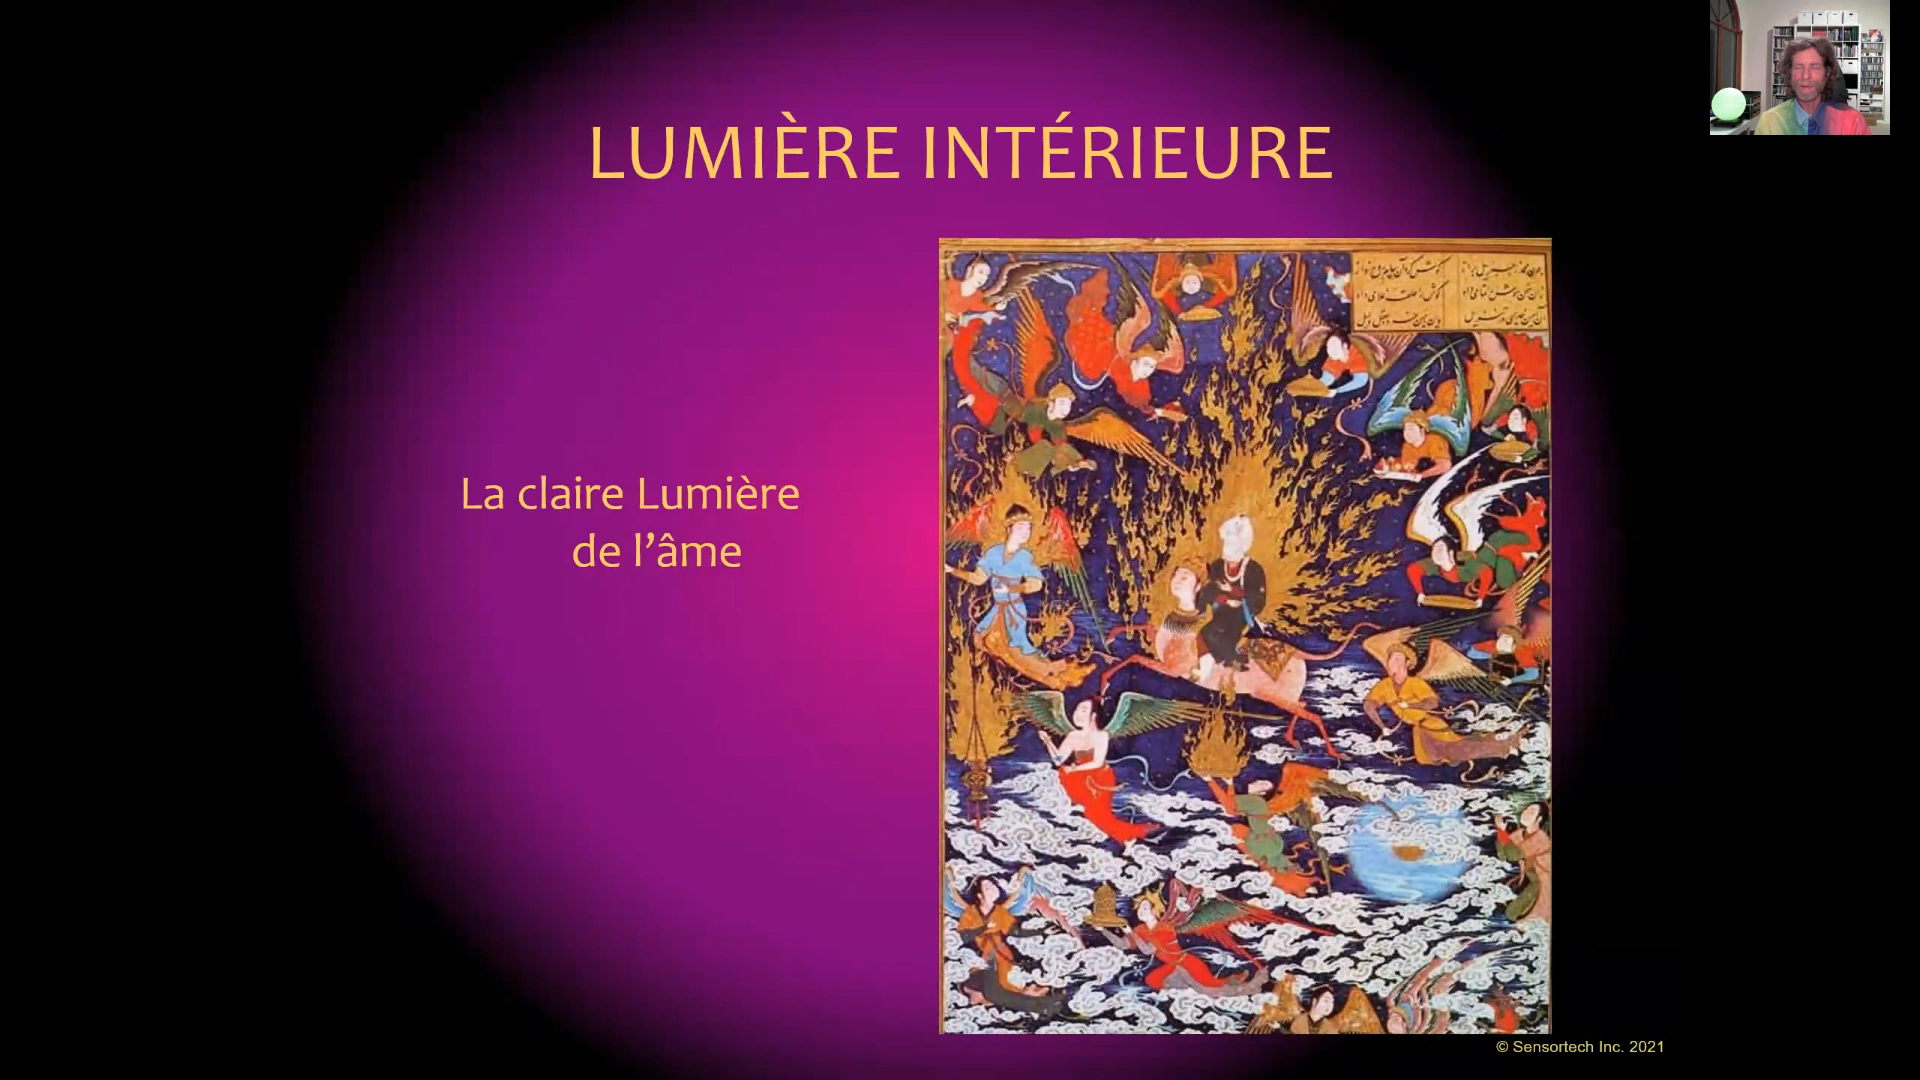 LUMIÈRE INTÉRIEURE
La claire Lumière
de l’âme
© Sensortech Inc. 2021